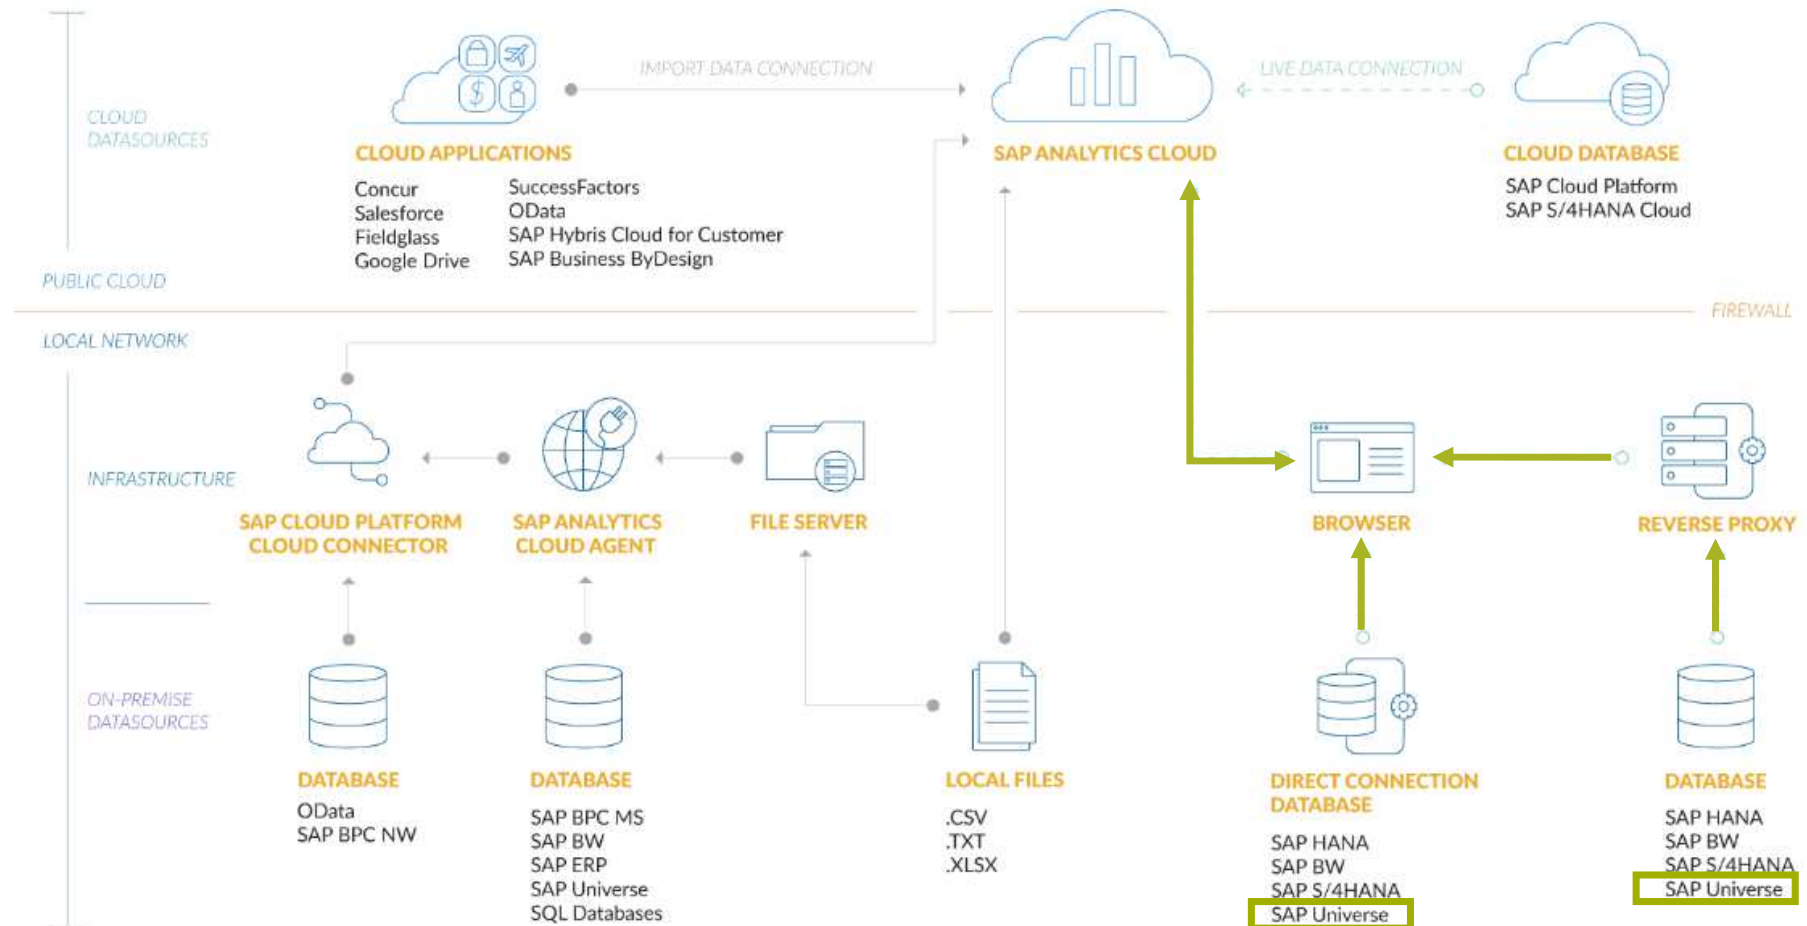 IMPORT DATA CONNECTION
LIVE DATA CONNECTION
CLOUD
DATASOURCES
CLOUD APPLICATIONS
Concur
Salesforce
Fieldglass
Google Drive
SuccessFactors
OData
SAP Hybris Cloud for Customer
SAP Business ByDesign
SAP ANALYTICS CLOUD
CLOUD DATABASE
SAP Cloud Platform
SAP S/4HANA Cloud
PUBLIC CLOUD
FIREWALL
LOCAL NETWORK
INFRASTRUCTURE
SAP CLOUD PLATFORM
CLOUD CONNECTOR
SAP ANALYTICS
CLOUD AGENT
FILE SERVER
BROWSER
REVERSE PROXY
ON-PREMISE
DATASOURCES
DATABASE
OData
SAP BPC NW
DATABASE
SAP BPC MS
SAP BW
SAP ERP
SAP Universe
SQL Databases
LOCAL FILES
.CSV
.TXT
.XLSX
DIRECT CONNECTION
DATABASE
SAP HANA
SAP BW
SAP S/4HANA
SAP Universe
DATABASE
SAP HANA
SAP BW
SAP S/4HANA
SAP Universe